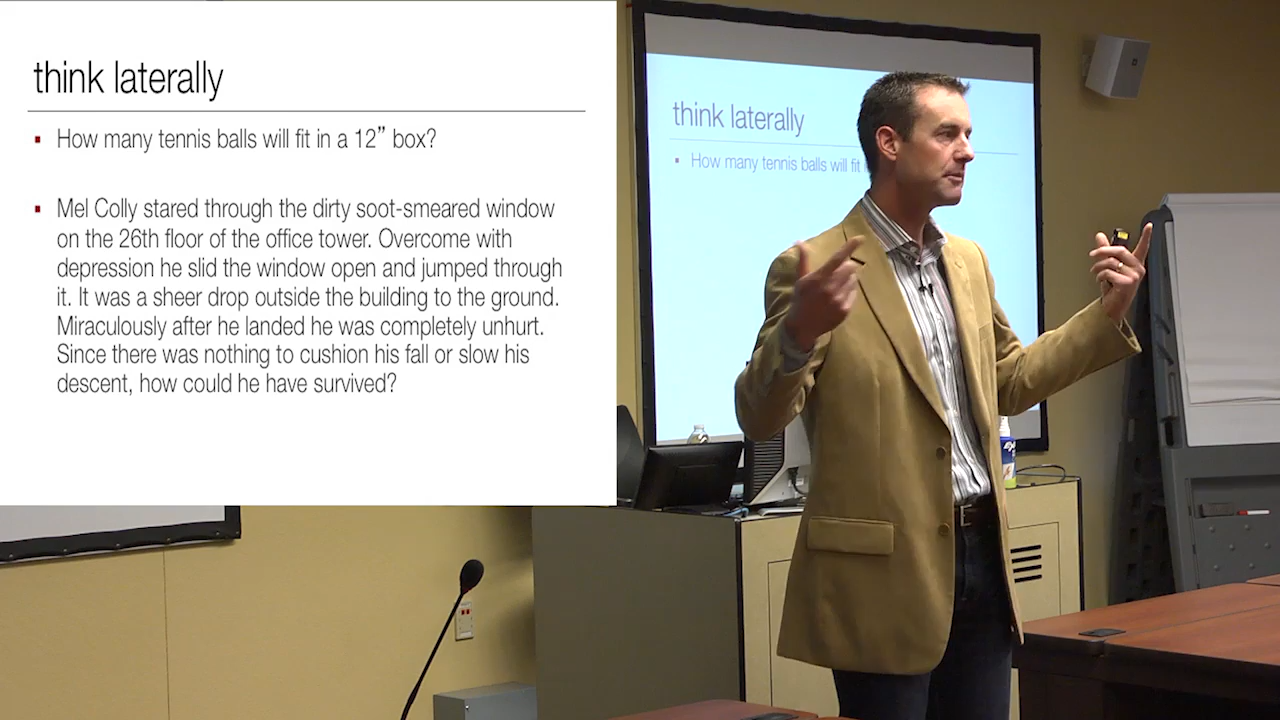 think laterally
How many tennis balls will fit in a 12” box?
Mel Colly stared through the dirty soot-smeared window
on the 26th floor of the office tower. Overcome with
depression he slid the window open and jumped through
it. It was a sheer drop outside the building to the ground.
Miraculously after he landed he was completely unhurt.
Since there was nothing to cushion his fall or slow his
descent, how could he have survived?
think laterally
How many tennis balls will fit